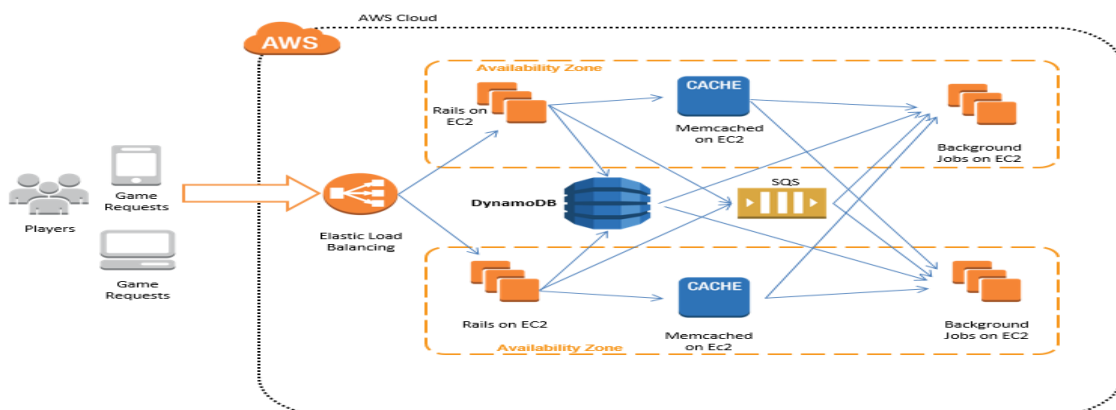 AWS Cloud
AWS
Availability Zone
Rails on
EC2
CACHE
Memcached
on EC2
Background
Jobs on EC2
Game
Requests
Players
Game
Requests
Elastic Load
Balancing
DynamoDB
SQS
Rails on EC2
CACHE
Memcached
on Ec2
Background
Jobs on EC2
Availability Zone